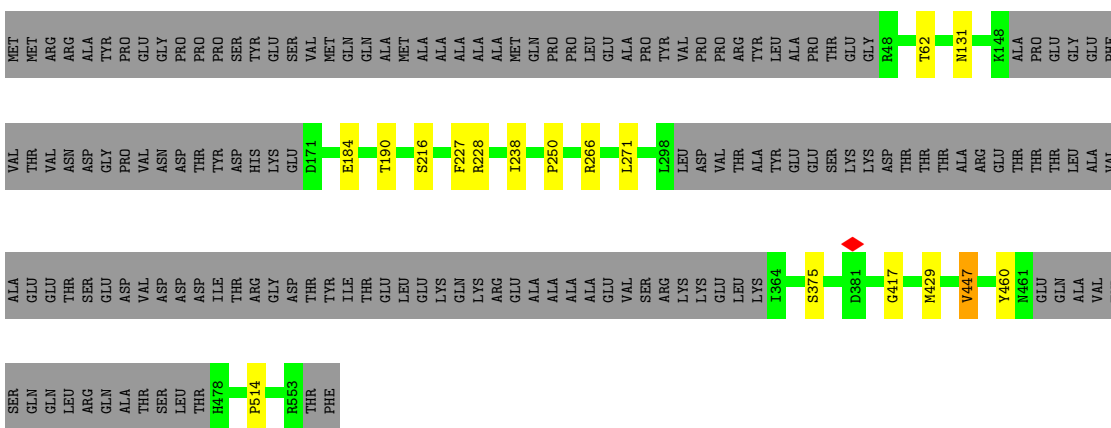 MET MET ARG ARG ALA TYR PRO GLU GLY PRO PRO PRO SER TYR GLU SER VAL MET GLN GLN ALA MET ALA ALA ALA ALA ALA MET GLN PRO PRO LEU GLU ALA PRO TYR VAL PRO PRO ARG TYR LEU ALA PRO THR GLU GLY R48 T62 N131 K148 ALA PRO GLU GLY GLU PHE
VAL THR VAL ASN ASP GLY PRO VAL ASN ASP THR TYR ASP HIS LYS GLU D171 E184 T190 S216 F227 R228 I238 P250 R266 L271 L298 LEU ASP VAL THR ALA TYR GLU GLU SER LYS LYS ASP THR THR THR ALA ARG GLU THR THR THR LEU ALA VAL
ALA GLU GLU THR SER GLU ASP VAL ASP ASP ASP ILE THR ARG GLY ASP THR TYR ILE THR GLU LEU GLU LYS GLN LYS ARG GLU ALA ALA ALA ALA GLU VAL SER ARG LYS LYS GLU LEU LYS I364 S375 D381 G417 M429 V447 Y460 N461 GLU GLN ALA VAL
SER GLN GLN LEU ARG GLN ALA THR SER LEU THR H478 P514 R553 THR PHE